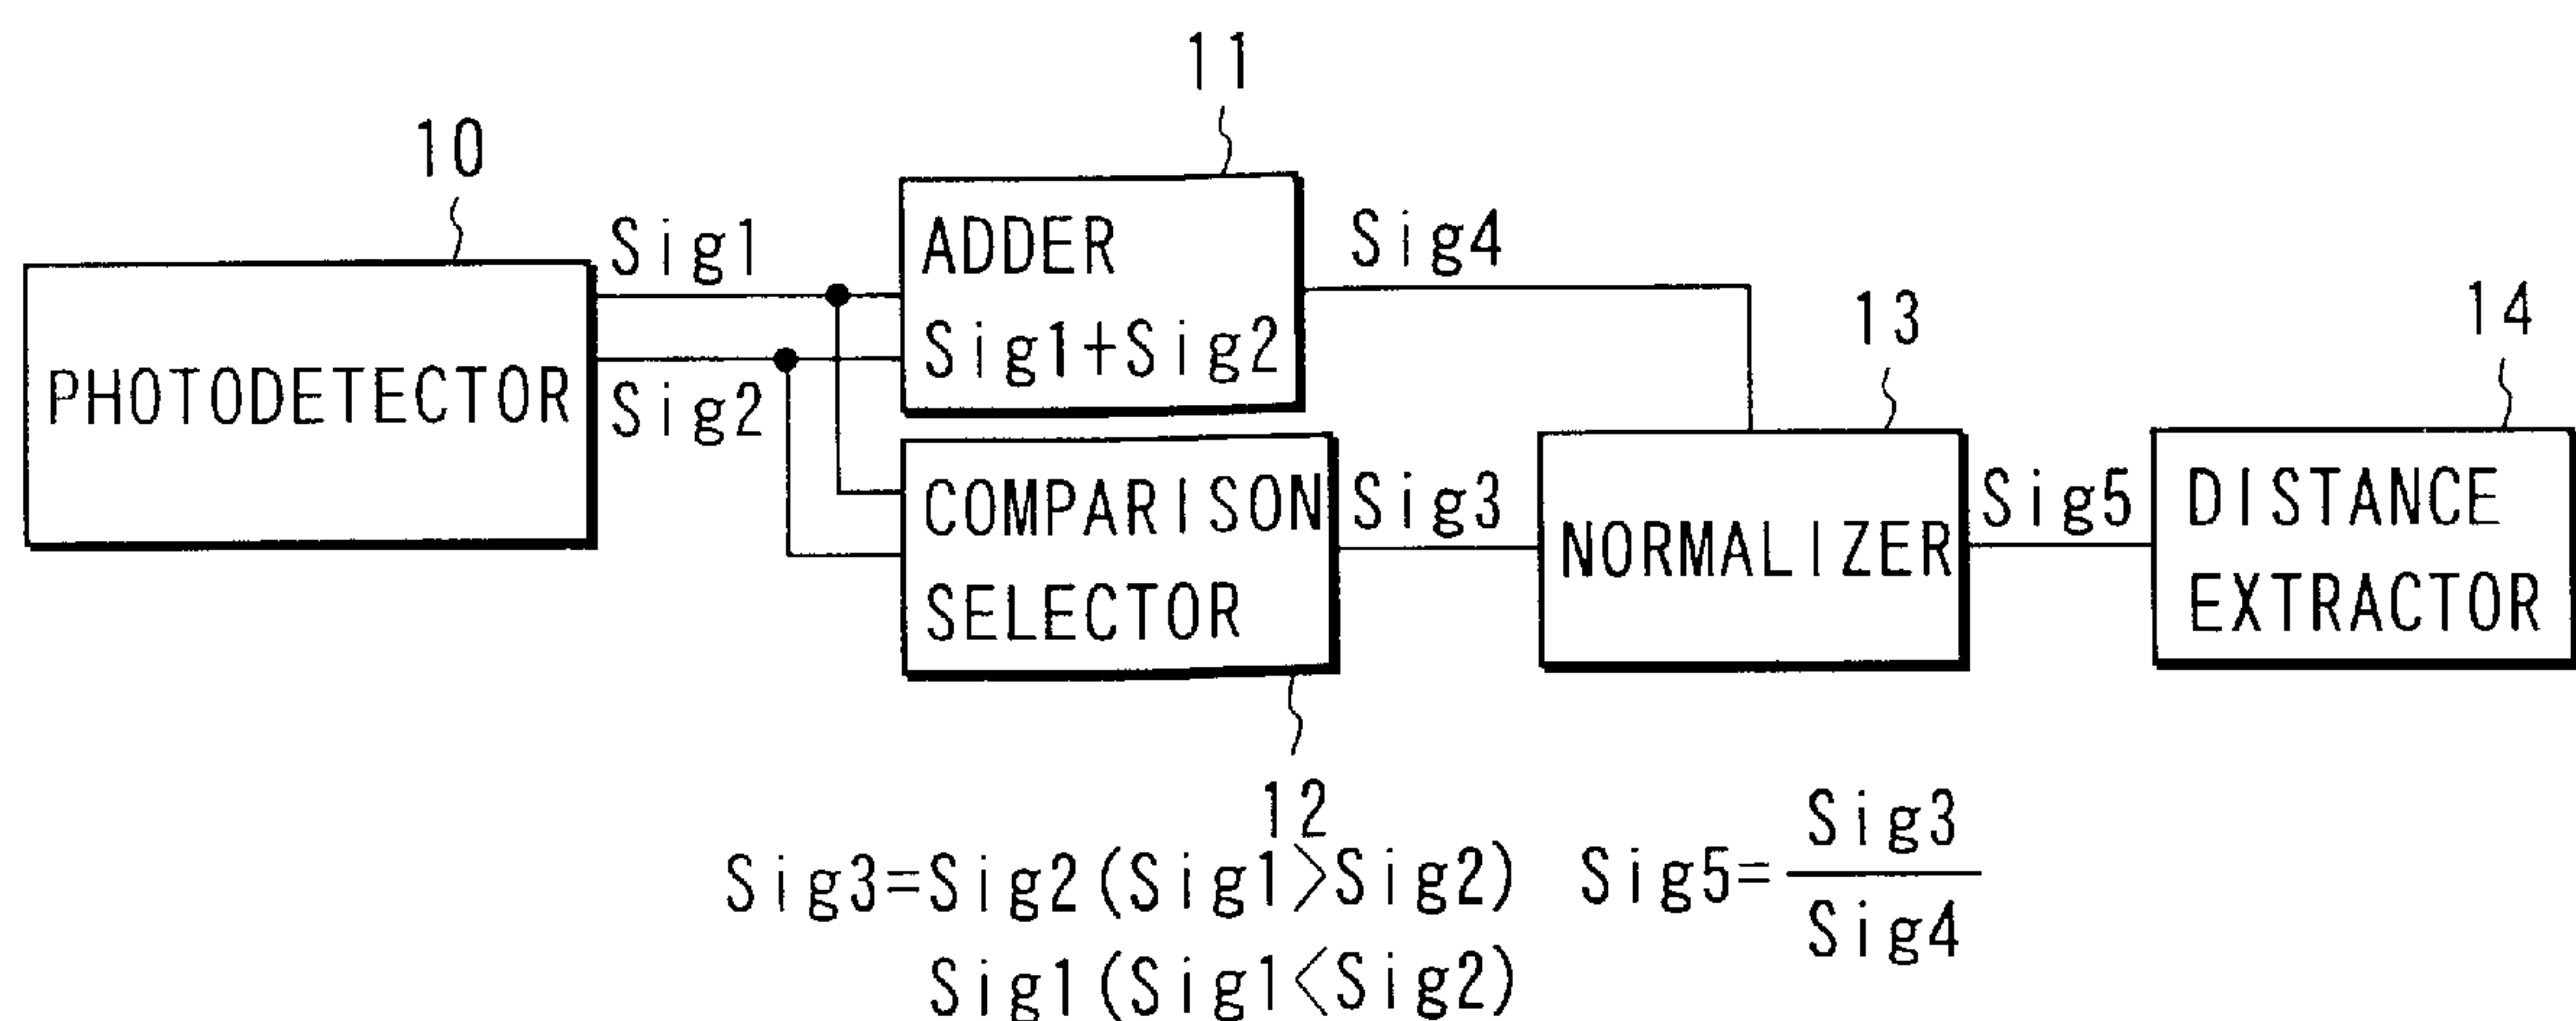 11
10
Sig1
ADDER
Sig1+Sig2
Sig4
13
14
PHOTODETECTOR
Sig2
COMPARISON
SELECTOR
Sig3
NORMALIZER
Sig5
DISTANCE
EXTRACTOR
12
Sig3=Sig2(Sig1>Sig2)
Sig1(Sig1<Sig2)
Sig5=Sig3/Sig4